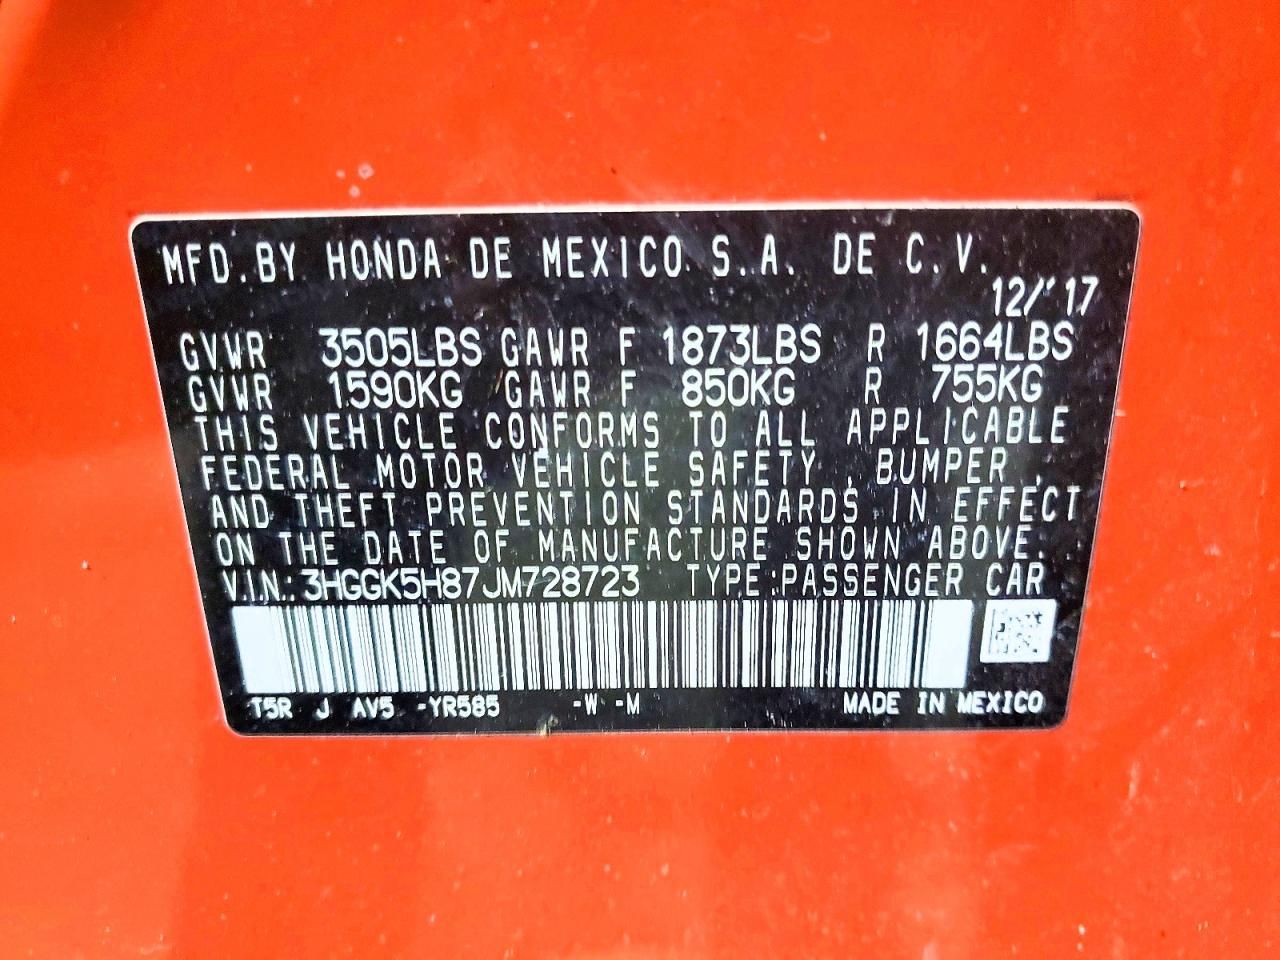 MFD.BY HONDA DE MEXICO S.A. DE C.V.
12/'17
GVWR 3505LBS GAWR F 1873LBS R 1664LBS
GVWR 1590KG GAWR F 850KG R 755KG
THIS VEHICLE CONFORMS TO ALL APPLICABLE
FEDERAL MOTOR VEHICLE SAFETY, BUMPER,
AND THEFT PREVENTION STANDARDS IN EFFECT
ON THE DATE OF MANUFACTURE SHOWN ABOVE.
V.I.N.: 3HGGK5H87JM728723 TYPE:PASSENGER CAR
T5R J AV5 -YR585 -W -M MADE IN MEXICO